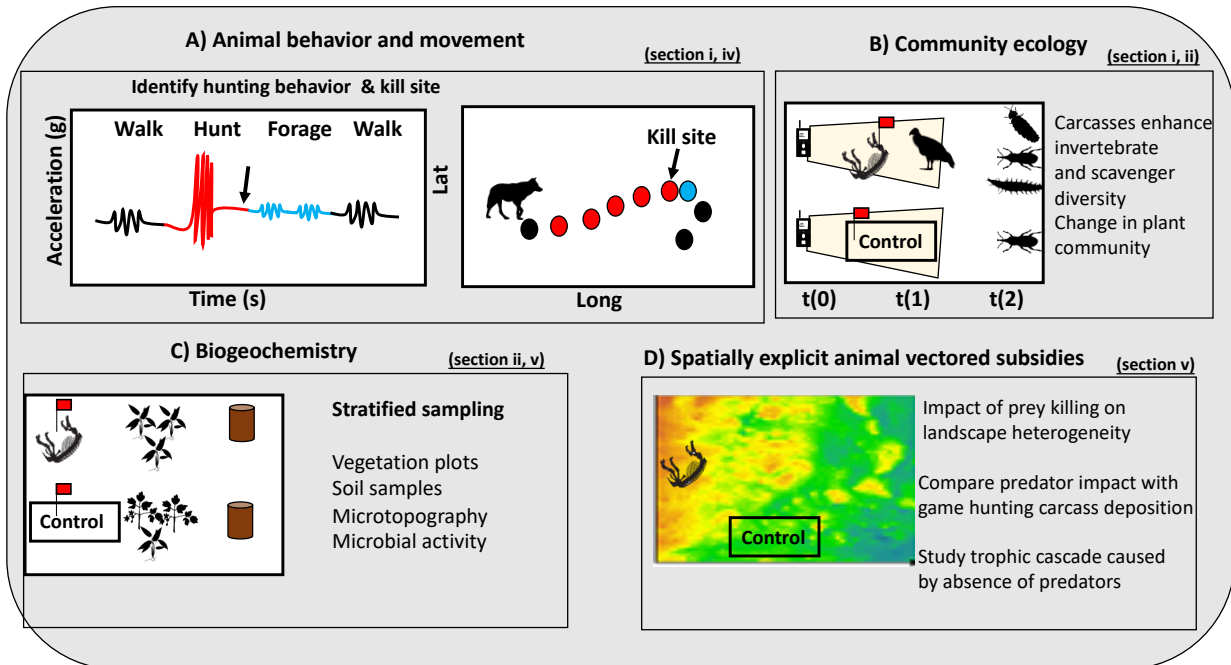 A) Animal behavior and movement
(section i, iv)
Identify hunting behavior & kill site
Walk Hunt Forage Walk
Acceleration (g)
Time (s)
Kill site
Lat
Long
B) Community ecology
(section i, ii)
Control
t(0) t(1) t(2)
Carcasses enhance
invertebrate
and scavenger
diversity
Change in plant
community
C) Biogeochemistry
(section ii, v)
Control
Stratified sampling
Vegetation plots
Soil samples
Microtopography
Microbial activity
D) Spatially explicit animal vectored subsidies
(section v)
Control
Impact of prey killing on
landscape heterogeneity
Compare predator impact with
game hunting carcass deposition
Study trophic cascade caused
by absence of predators